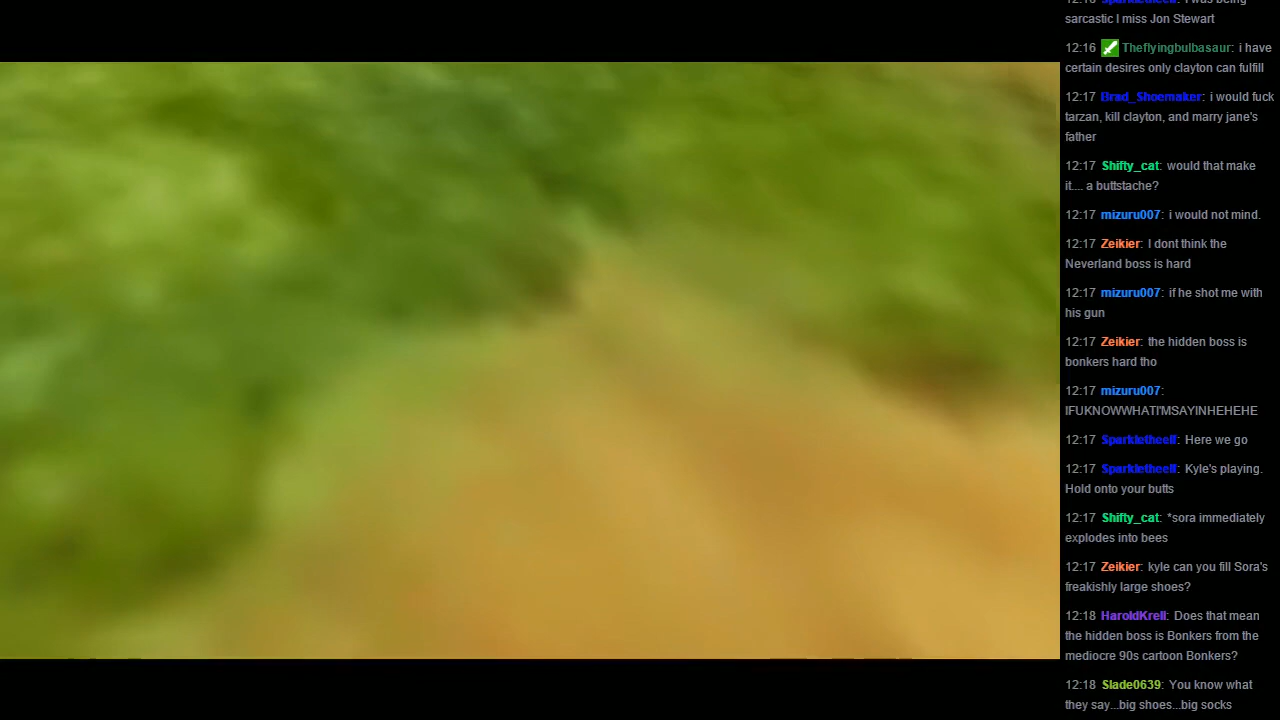 sarcastic I miss Jon Stewart
12:16 Theflyingbulbasaur: i have
certain desires only clayton can fulfill
12:17 Brad_Shoemaker: i would fuck
tarzan, kill clayton, and marry jane's
father
12:17 Shifty_cat: would that make
it.... a buttstache?
12:17 mizuru007: i would not mind.
12:17 Zeikier: I dont think the
Neverland boss is hard
12:17 mizuru007: if he shot me with
his gun
12:17 Zeikier: the hidden boss is
bonkers hard tho
12:17 mizuru007:
IFUKNOWWHATI'MSAYINHEHEHE
12:17 Sparkletheelf: Here we go
12:17 Sparkletheelf: Kyle's playing.
Hold onto your butts
12:17 Shifty_cat: *sora immediately
explodes into bees
12:17 Zeikier: kyle can you fill Sora's
freakishly large shoes?
12:18 HaroldKrell: Does that mean
the hidden boss is Bonkers from the
mediocre 90s cartoon Bonkers?
12:18 Slade0639: You know what
they say...big shoes...big socks